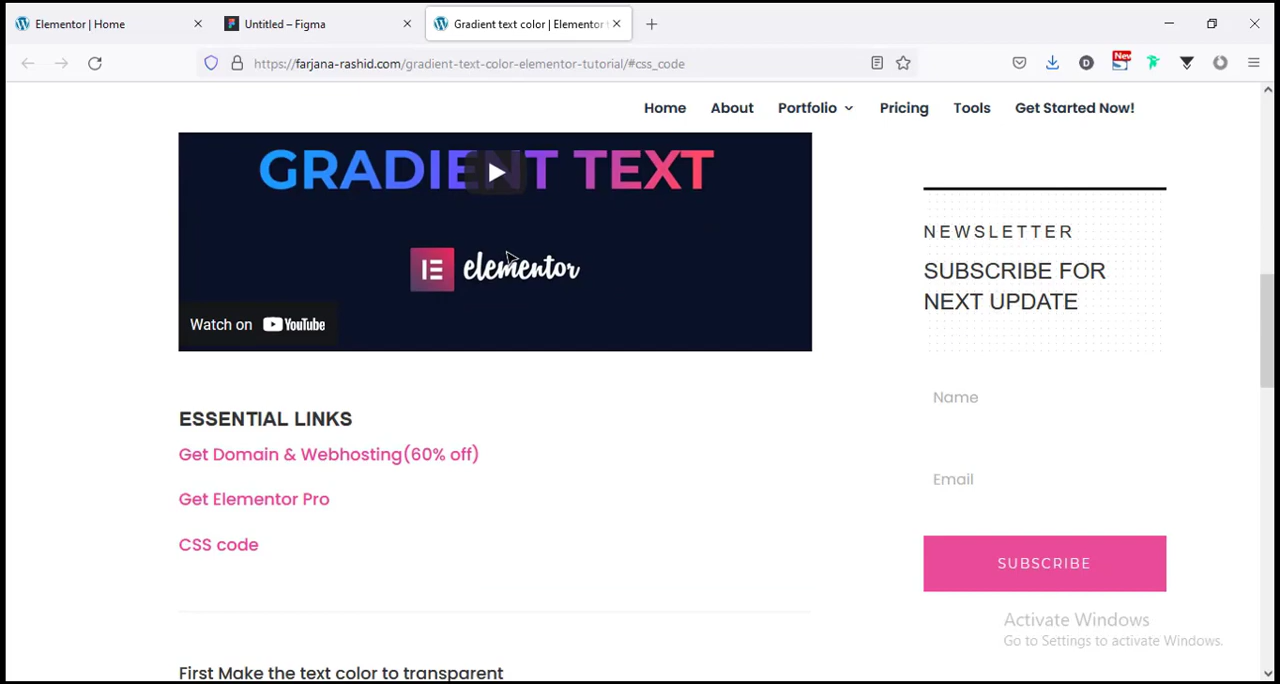 Elementor | Home
Untitled – Figma
Gradient text color | Elementor
https://farjana-rashid.com/gradient-text-color-elementor-tutorial/#css_code
New
D
Home
About
Portfolio
Pricing
Tools
Get Started Now!
GRADIENT TEXT
elementor
Watch on YouTube
ESSENTIAL LINKS
Get Domain & Webhosting(60% off)
Get Elementor Pro
CSS code
First Make the text color to transparent
NEWSLETTER
SUBSCRIBE FOR
NEXT UPDATE
Name
Email
SUBSCRIBE
Activate Windows
Go to Settings to activate Windows.